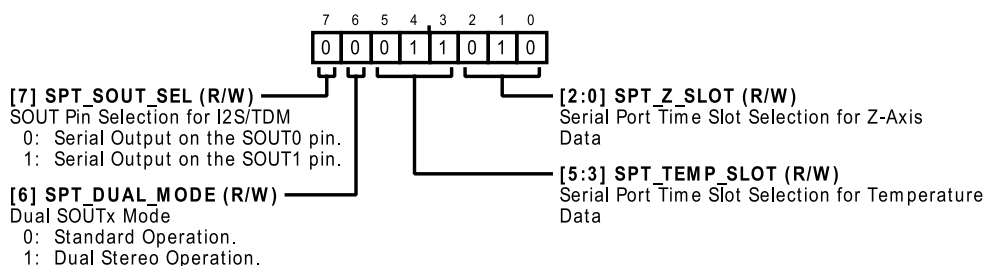 7 6 5 4 3 2 1 0
0 0 0 1 1 0 1 0
[7] SPT_SOUT_SEL (R/W)
SOUT Pin Selection for I2S/TDM
0: Serial Output on the SOUT0 pin.
1: Serial Output on the SOUT1 pin.
[6] SPT_DUAL_MODE (R/W)
Dual SOUTx Mode
0: Standard Operation.
1: Dual Stereo Operation.
[2:0] SPT_Z_SLOT (R/W)
Serial Port Time Slot Selection for Z-Axis
Data
[5:3] SPT_TEMP_SLOT (R/W)
Serial Port Time Slot Selection for Temperature
Data